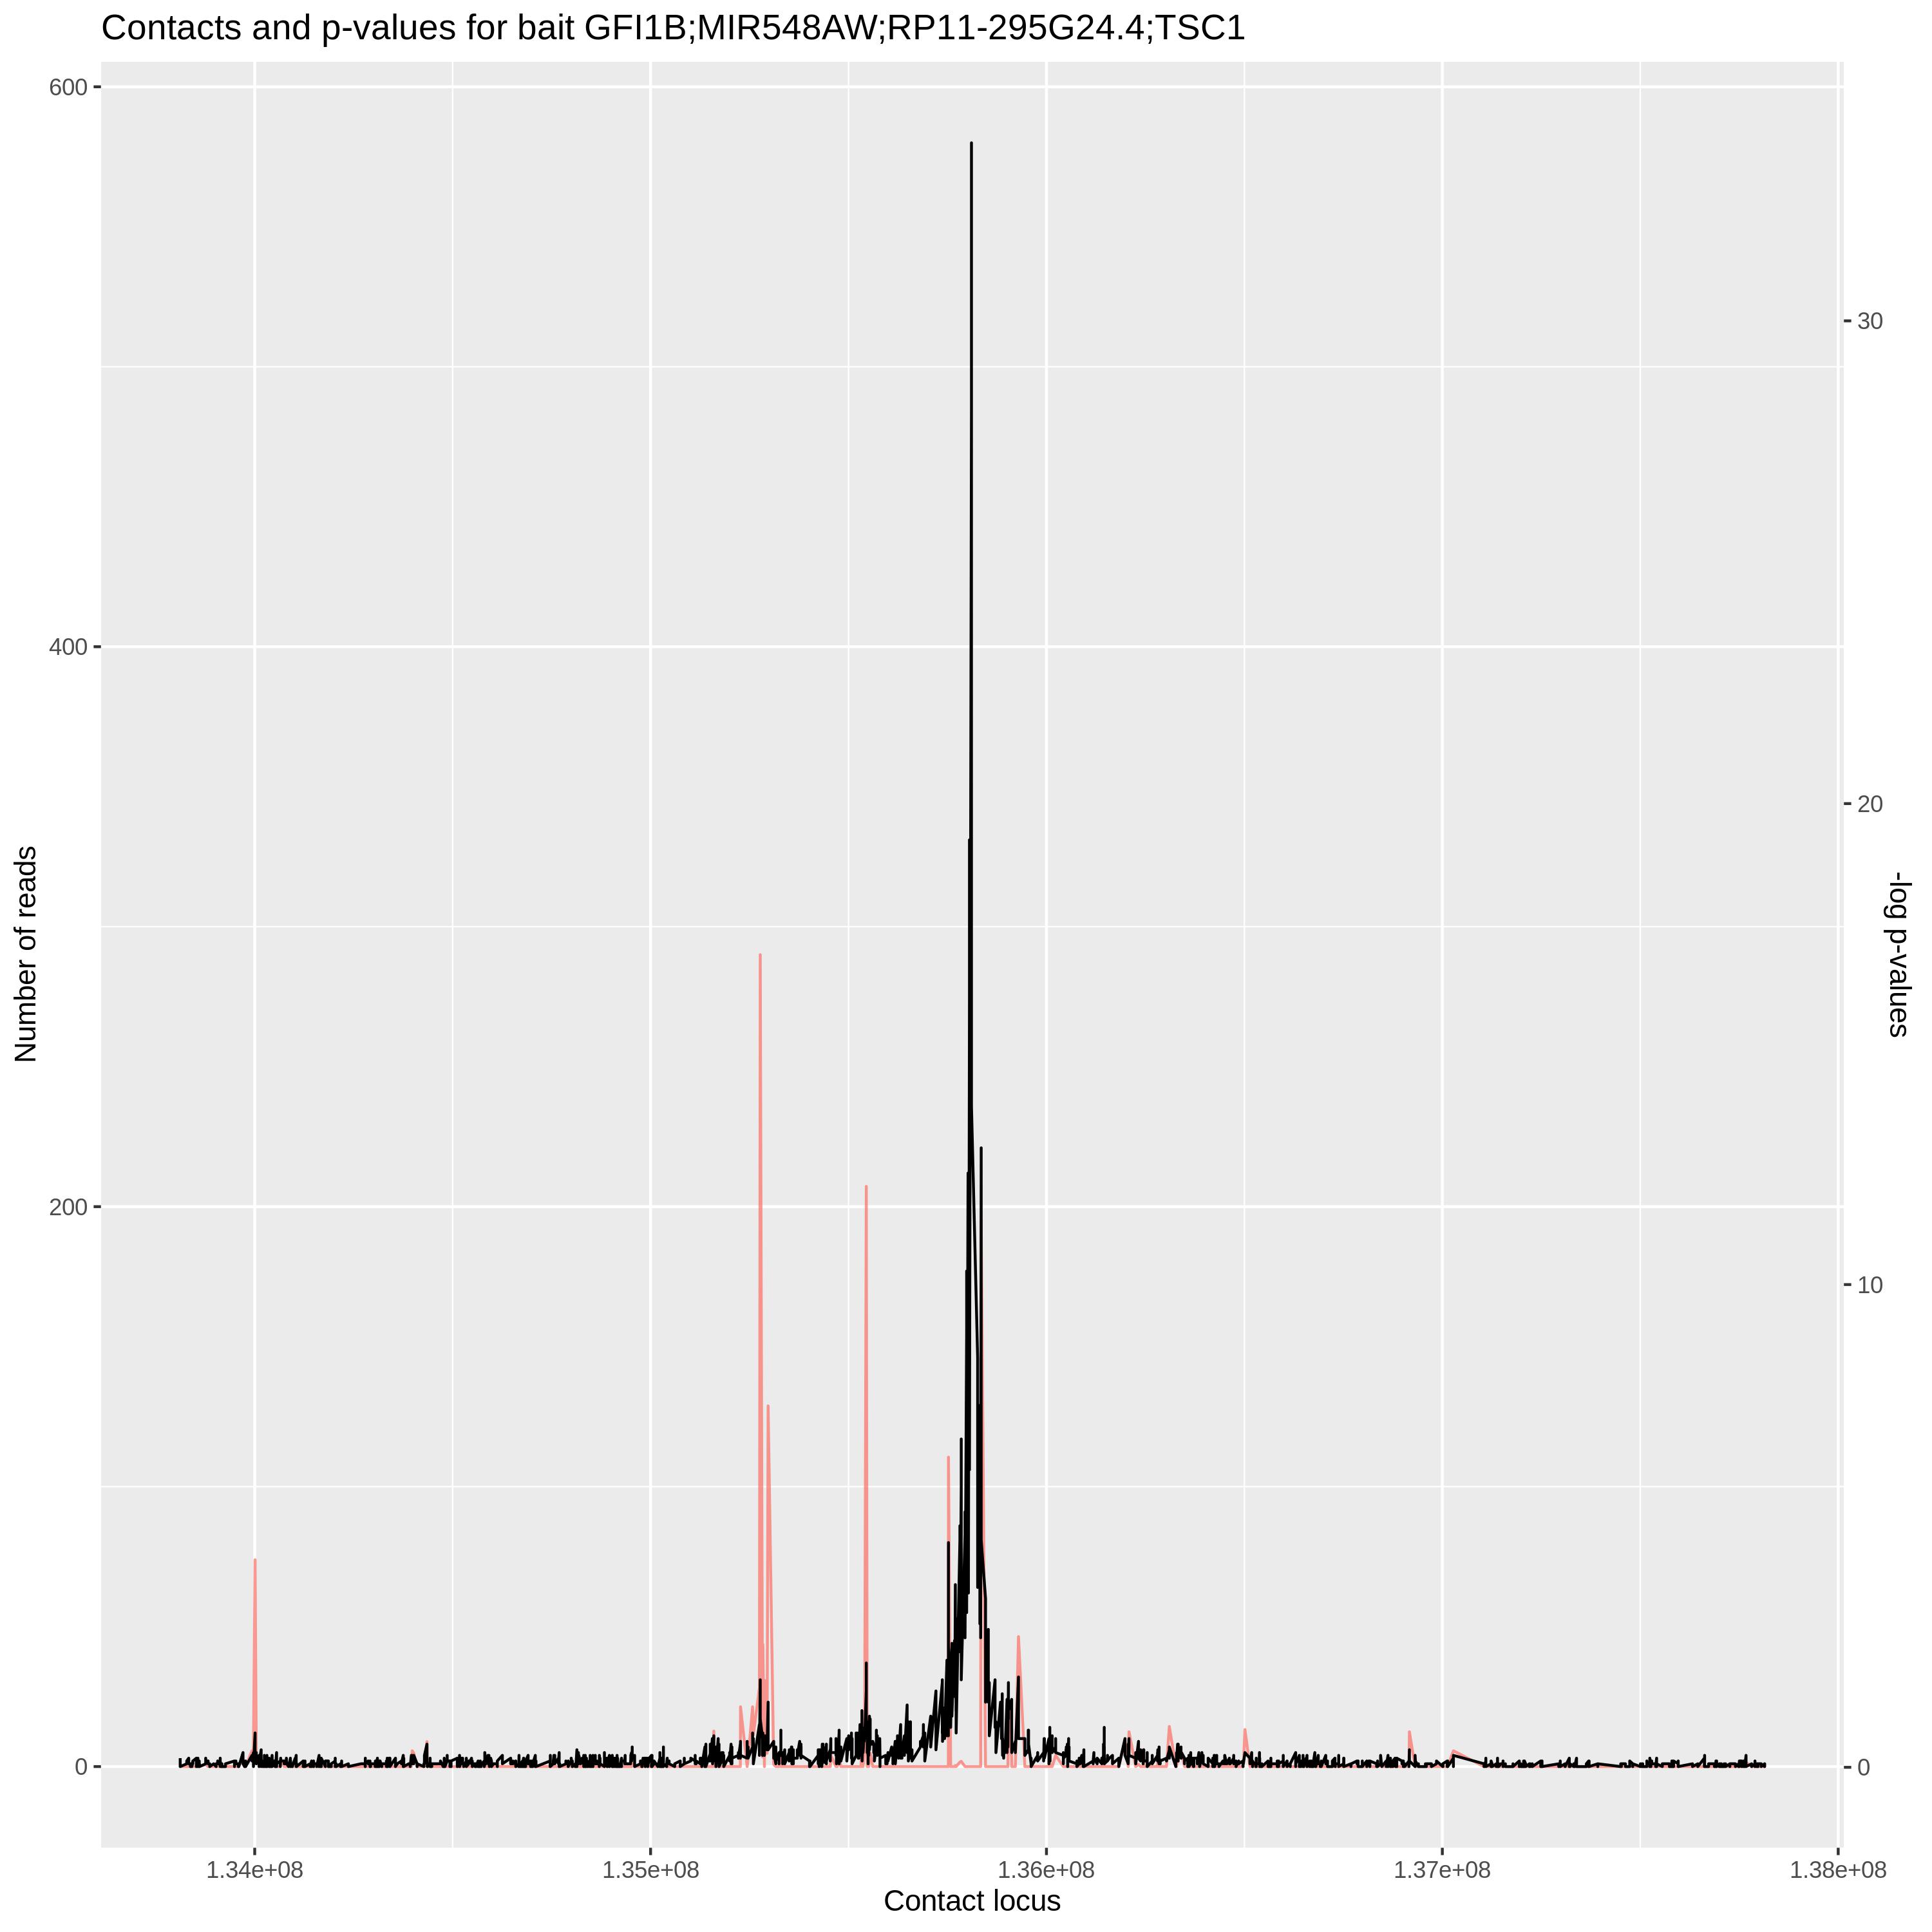 Contacts and p-values for bait GFI1B;MIR548AW;RP11-295G24.4;TSC1
600
400
200
0
Number of reads
30
20
10
0
-log p-values
1.34e+08 1.35e+08 1.36e+08 1.37e+08 1.38e+08
Contact locus